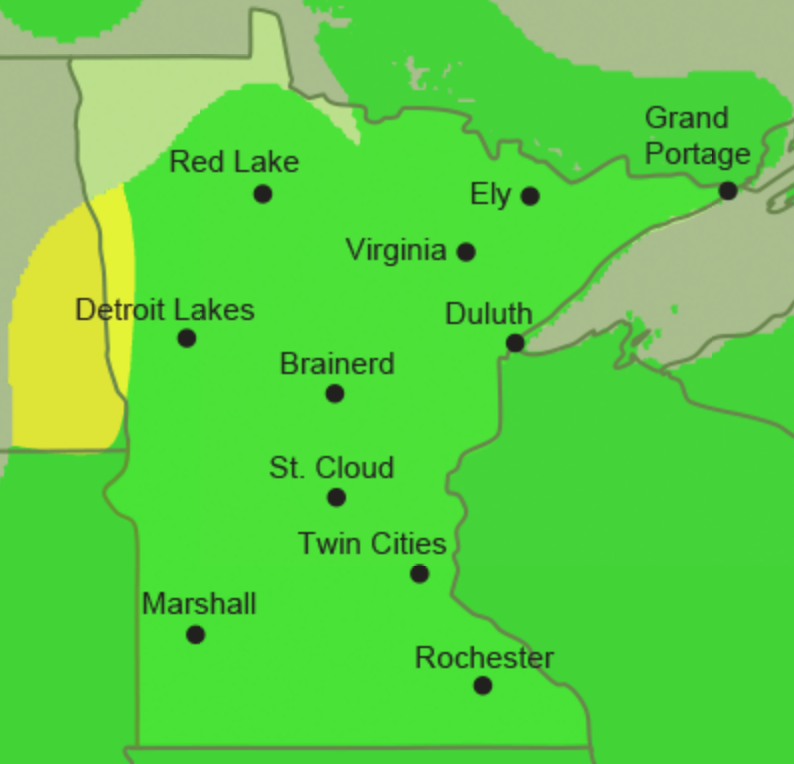 Grand
Portage
Red Lake
Ely
Virginia
Detroit Lakes
Duluth
Brainerd
St. Cloud
Twin Cities
Marshall
Rochester